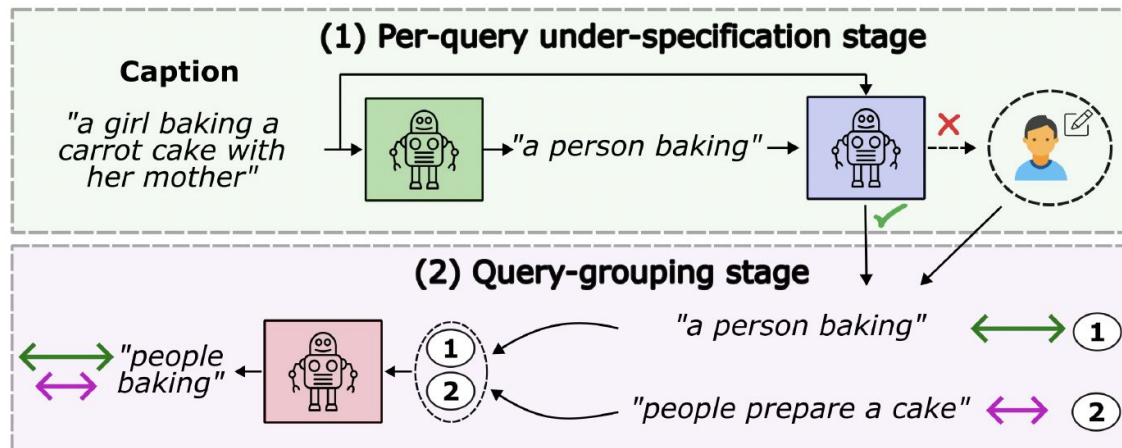 (1) Per-query under-specification stage
Caption
"a girl baking a
carrot cake with
her mother"
"a person baking"
(2) Query-grouping stage
"people
baking"
1
2
"a person baking"
1
"people prepare a cake"
2